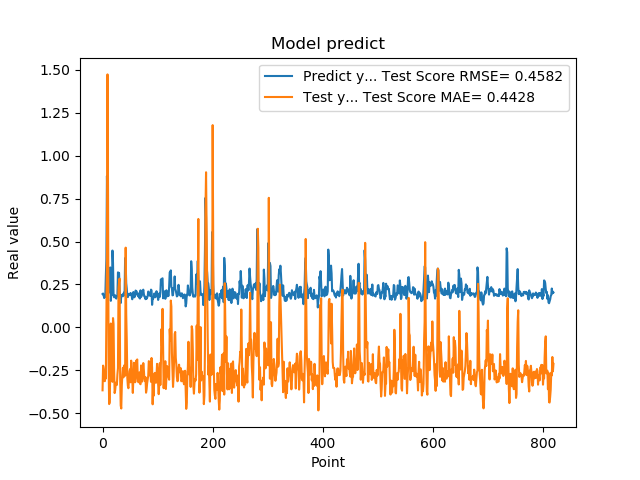 Model predict
Predict y... Test Score RMSE= 0.4582
Test y... Test Score MAE= 0.4428
Real value
1.50
1.25
1.00
0.75
0.50
0.25
0.00
−0.25
−0.50
0 200 400 600 800
Point